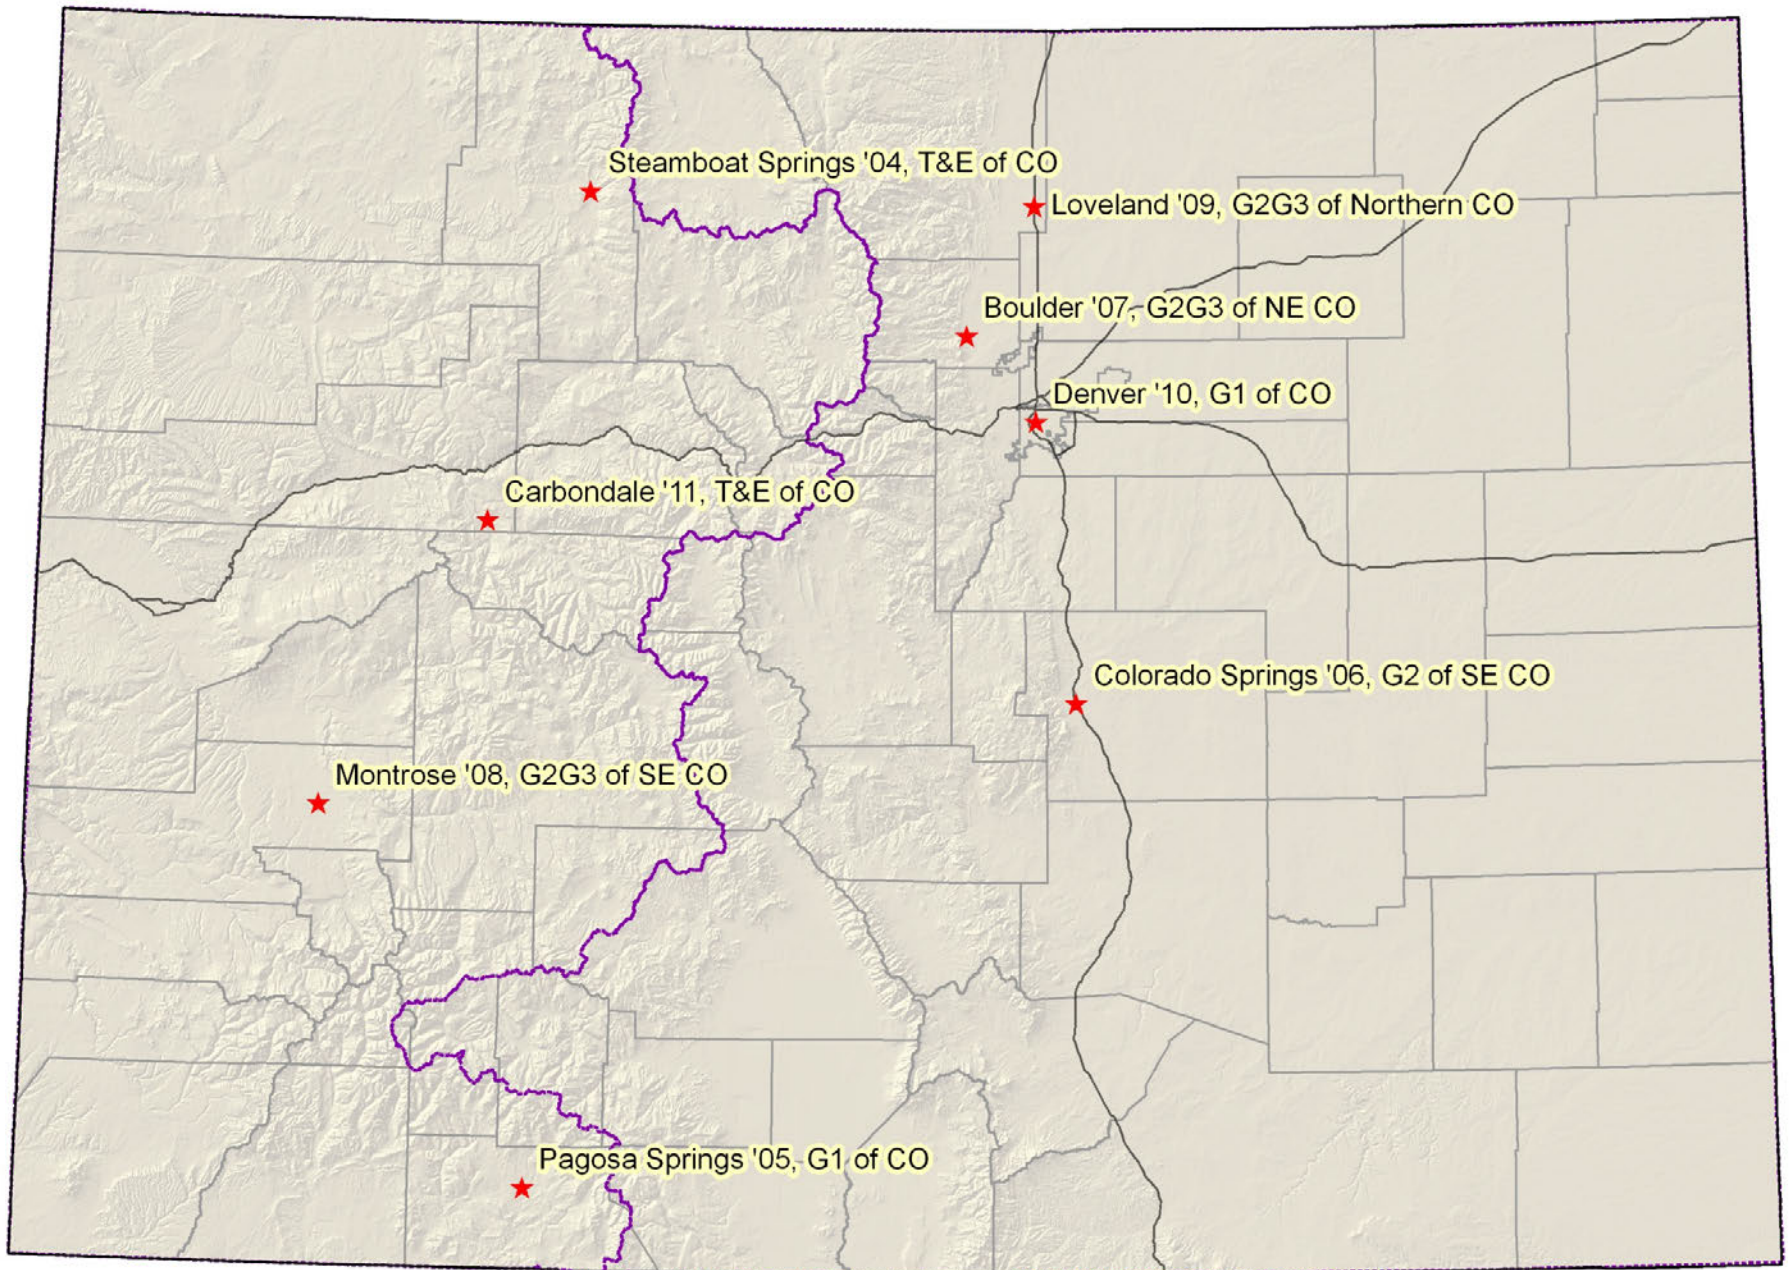 Steamboat Springs '04, T&E of CO
Loveland '09, G2G3 of Northern CO
Boulder '07, G2G3 of NE CO
Denver '10, G1 of CO
Carbondale '11, T&E of CO
Colorado Springs '06, G2 of SE CO
Montrose '08, G2G3 of SE CO
Pagosa Springs '05, G1 of CO